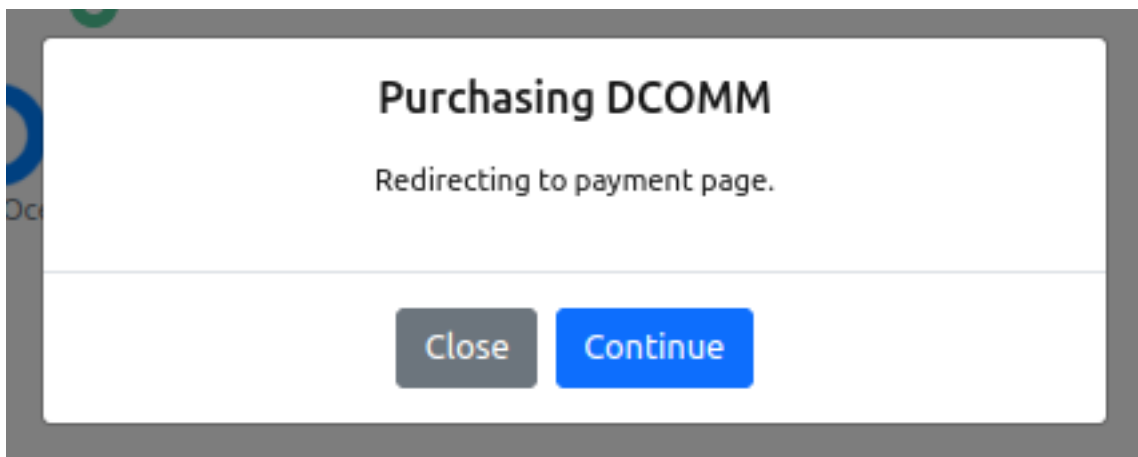 Purchasing DCOMM
Redirecting to payment page.
Close Continue